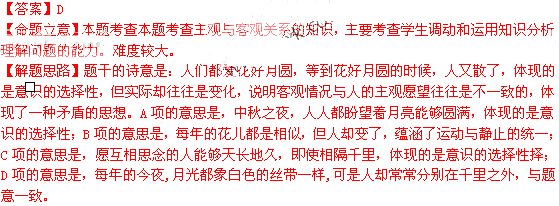 【答案】D
【命题立意】本题考查本题考查主观与客观关系的知识，主要考查学生调动和运用知识分析
理解问题的能力。难度较大。
【解题思路】题干的诗意是：人们都 花好月圆，等到花好月圆的时候，人又散了，体现的
是意识的选择性，但实际却往往是变化，说明客观情况与人的主观愿望往往是不一致的，体
现了一种矛盾的思想。A 项的意思是，中秋之夜，人人都盼望着月亮能够圆满，体现的是意
识的选择性；B 项的意思是，每年的花儿都是相似，但人却变了，蕴涵了运动与静止的统一；
C 项的意思是，愿互相思念的人能够天长地久，即使相隔千里，体现的是意识的选择性择；
D 项的意思是，每年的今夜,月光都象白色的丝带一样,可是人却常常分别在千里之外，与题
意一致。